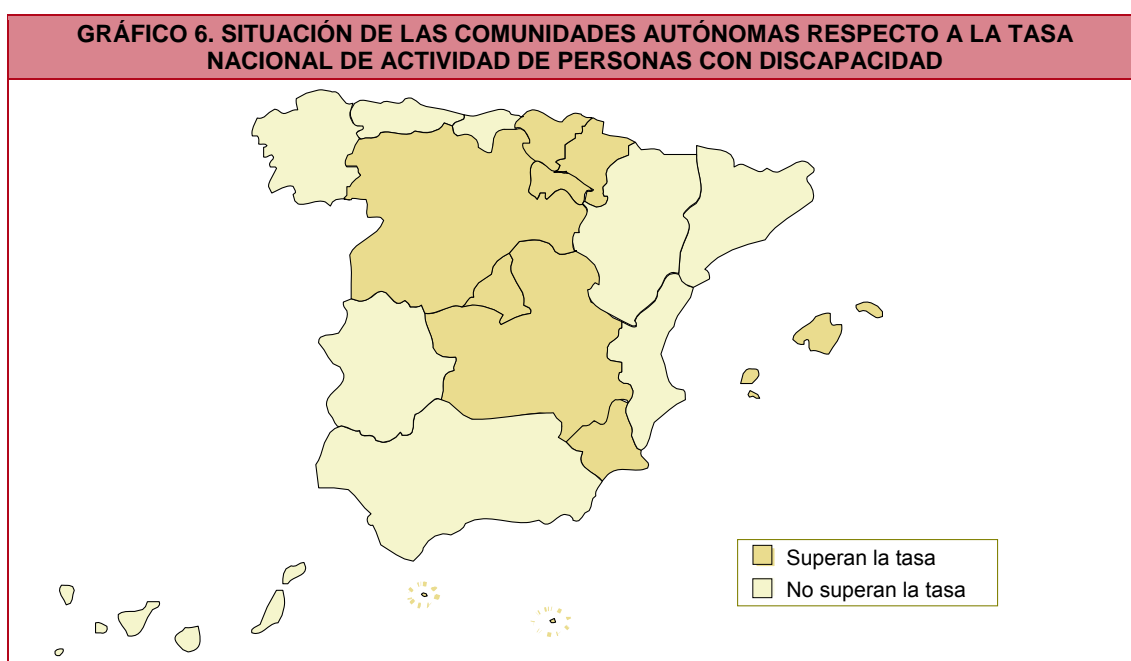 GRÁFICO 6. SITUACIÓN DE LAS COMUNIDADES AUTÓNOMAS RESPECTO A LA TASA
NACIONAL DE ACTIVIDAD DE PERSONAS CON DISCAPACIDAD
Superan la tasa
No superan la tasa